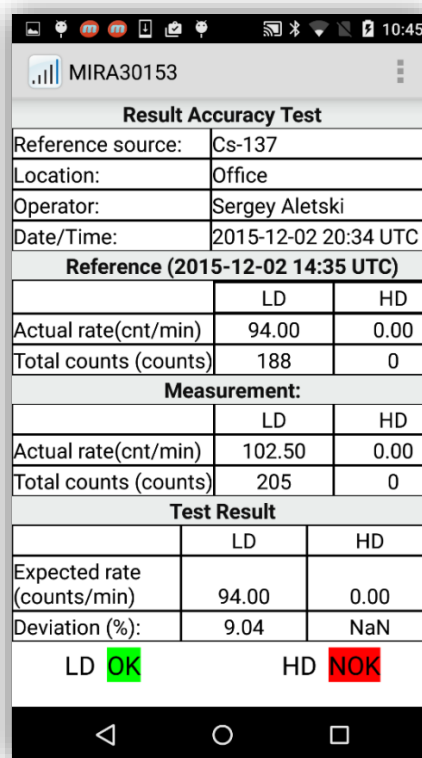 10:45
MIRA30153
Result Accuracy Test
Reference source: Cs-137
Location: Office
Operator: Sergey Aletski
Date/Time: 2015-12-02 20:34 UTC
Reference (2015-12-02 14:35 UTC)
LD HD
Actual rate(cnt/min) 94.00 0.00
Total counts (counts) 188 0
Measurement:
LD HD
Actual rate(cnt/min) 102.50 0.00
Total counts (counts) 205 0
Test Result
LD HD
Expected rate
(counts/min) 94.00 0.00
Deviation (%): 9.04 NaN
LD OK HD NOK